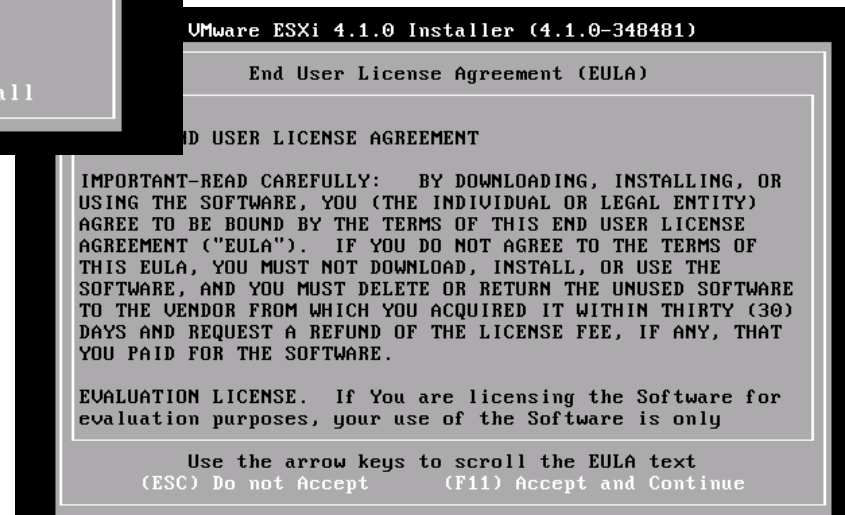 VMware ESXi 4.1.0 Installer (4.1.0-348481)
End User License Agreement (EULA)
USER LICENSE AGREEMENT
IMPORTANT-READ CAREFULLY:   BY DOWNLOADING, INSTALLING, OR
USING THE SOFTWARE, YOU (THE INDIVIDUAL OR LEGAL ENTITY)
AGREE TO BE BOUND BY THE TERMS OF THIS END USER LICENSE
AGREEMENT ("EULA").  IF YOU DO NOT AGREE TO THE TERMS OF
THIS EULA, YOU MUST NOT DOWNLOAD, INSTALL, OR USE THE
SOFTWARE, AND YOU MUST DELETE OR RETURN THE UNUSED SOFTWARE
TO THE VENDOR FROM WHICH YOU ACQUIRED IT WITHIN THIRTY (30)
DAYS AND REQUEST A REFUND OF THE LICENSE FEE, IF ANY, THAT
YOU PAID FOR THE SOFTWARE.
EVALUATION LICENSE.  If You are licensing the Software for
evaluation purposes, your use of the Software is only
Use the arrow keys to scroll the EULA text
(ESC) Do not Accept       (F11) Accept and Continue